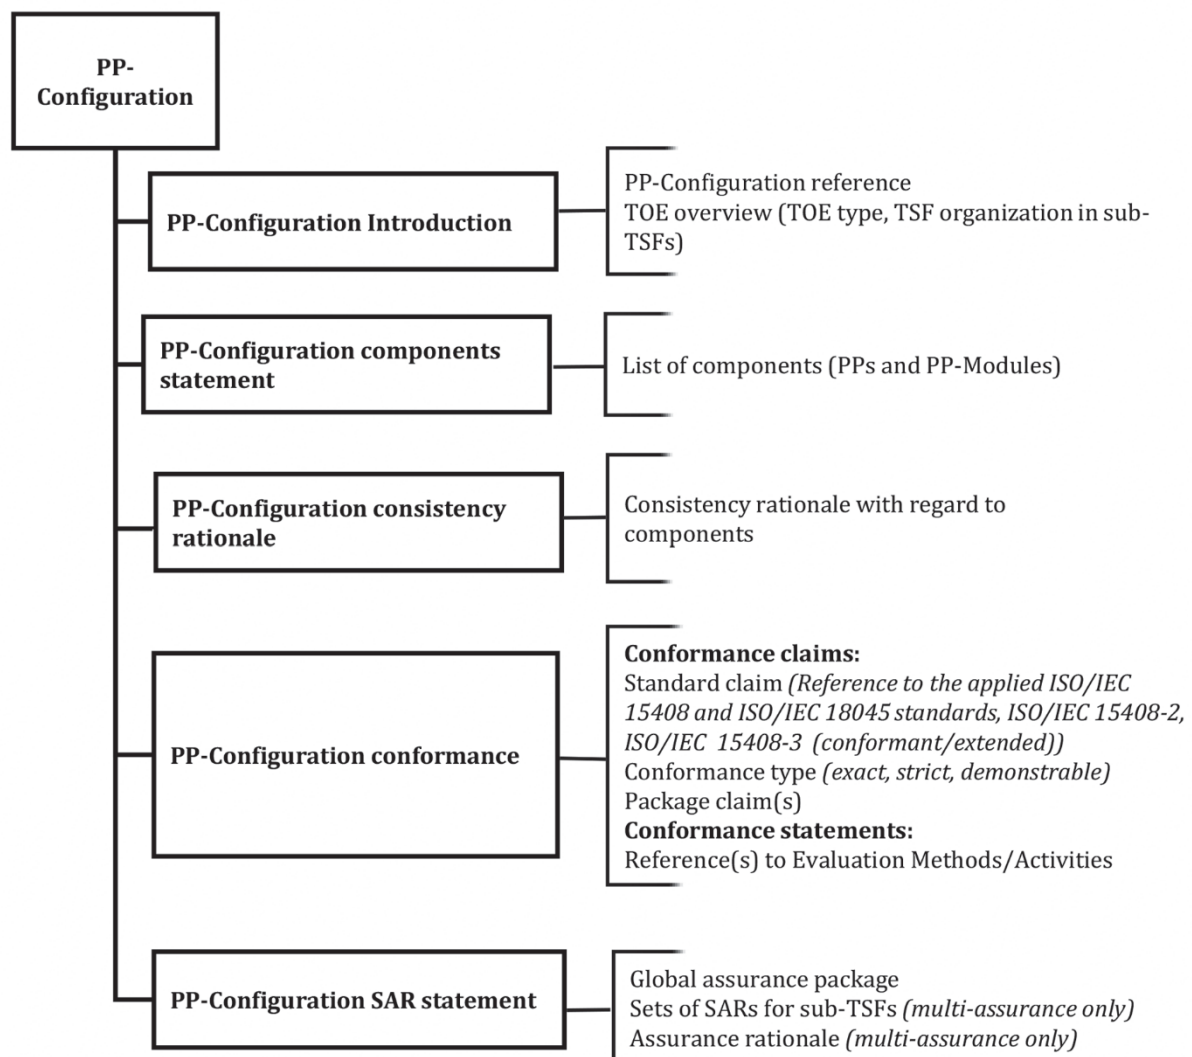 PP-
Configuration
PP-Configuration Introduction
PP-Configuration reference
TOE overview (TOE type, TSF organization in sub-
TSFs)
PP-Configuration components
statement
List of components (PPs and PP-Modules)
PP-Configuration consistency
rationale
Consistency rationale with regard to
components
PP-Configuration conformance
Conformance claims:
Standard claim (Reference to the applied ISO/IEC
15408 and ISO/IEC 18045 standards, ISO/IEC 15408-2,
ISO/IEC 15408-3 (conformant/extended))
Conformance type (exact, strict, demonstrable)
Package claim(s)
Conformance statements:
Reference(s) to Evaluation Methods/Activities
PP-Configuration SAR statement
Global assurance package
Sets of SARs for sub-TSFs (multi-assurance only)
Assurance rationale (multi-assurance only)